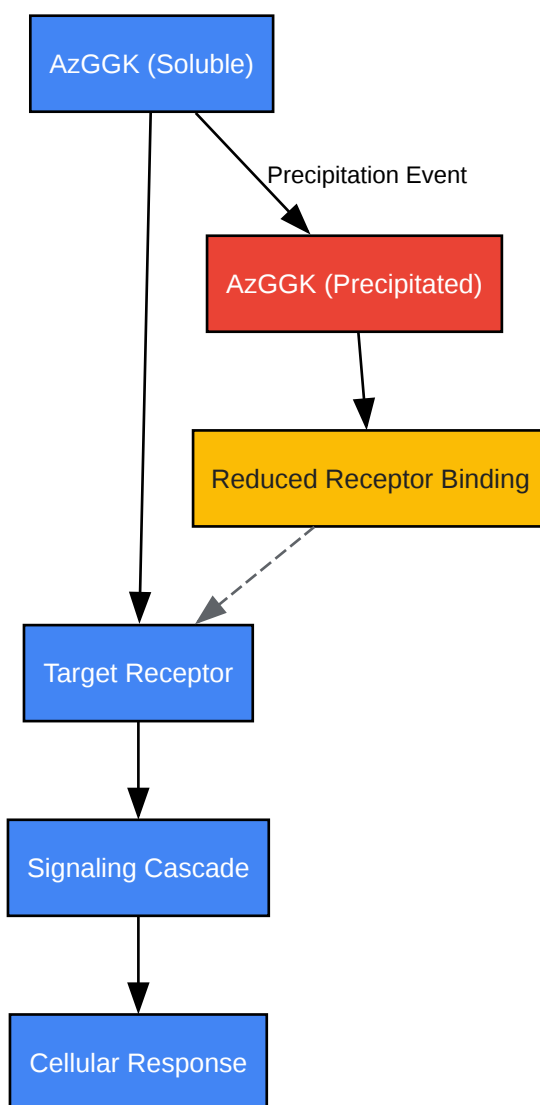 AzGGK (Soluble)
Precipitation Event
AzGGK (Precipitated)
Reduced Receptor Binding
Target Receptor
Signaling Cascade
Cellular Response